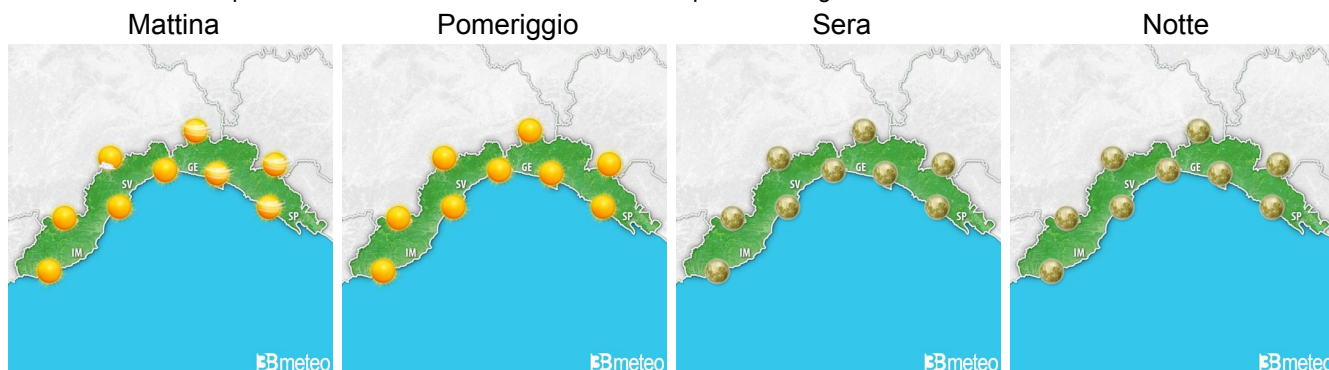 Mattina
Pomeriggio
Sera
Notte
GE
SV
SP
IM
3Bmeteo
GE
SV
SP
IM
3Bmeteo
GE
SV
SP
IM
3Bmeteo
GE
SV
SP
IM
3Bmeteo